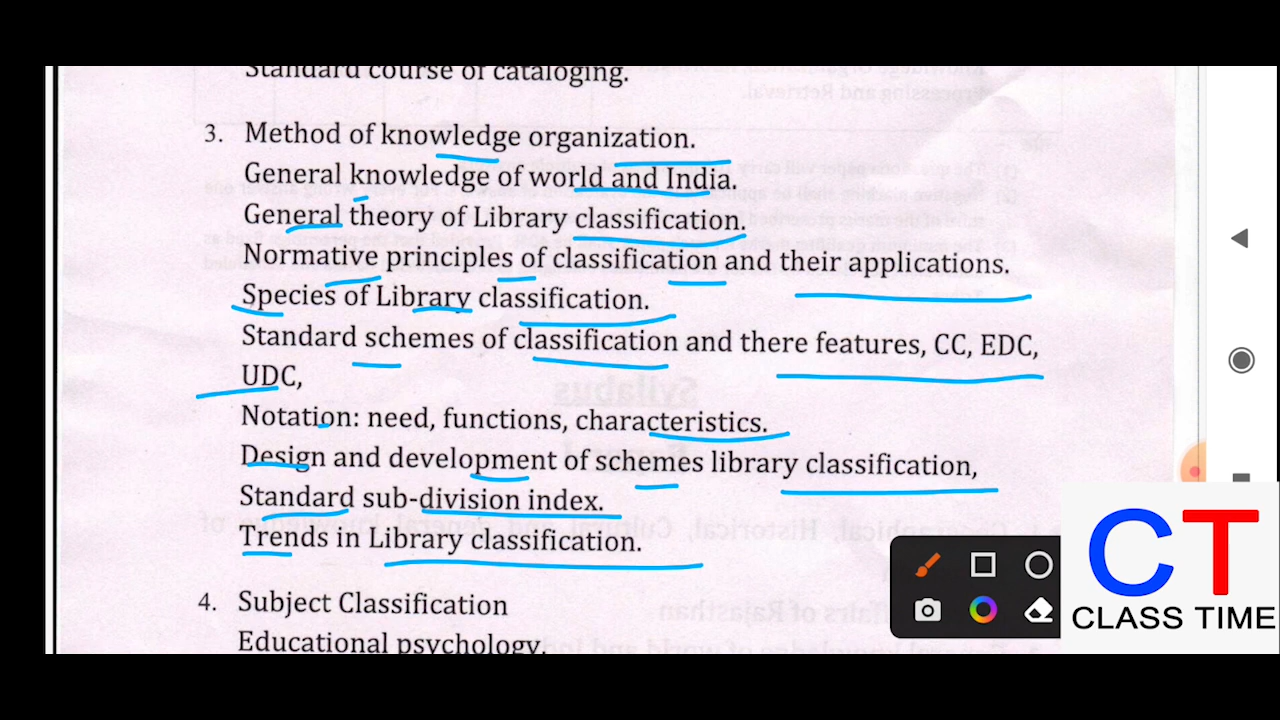 Standard course of cataloging.
3. Method of knowledge organization.
General knowledge of world and India.
General theory of Library classification.
Normative principles of classification and their applications.
Species of Library classification.
Standard schemes of classification and there features, CC, EDC,
UDC,
Notation: need, functions, characteristics.
Design and development of schemes library classification,
Standard sub-division index.
Trends in Library classification.
4. Subject Classification
Educational psychology.
CT
CLASS TIME